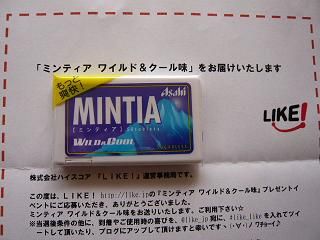 「ミンティア ワイルド＆クール味」をお届けいたします
もっと爽快！
Asahi
MINTIA
[ミンティア]
WILD&COOL
LIKE!
株式会社ハイスコア 「LIKE!」運営事務局です。
この度は、LIKE! http://like.jpの『ミンティア ワイルド＆クール味』プレゼントイ
ベントにご応募いただき、ありがとうございました。
ミンティア ワイルド＆クール味をお送りいたします。ご利用下さい☆
※当選後条件の他に、到着やご使用時の喜びを、@like_jp 宛に、#like_like を入れてツイ
ートして頂いたり、ブログにアップして頂けますと幸いです